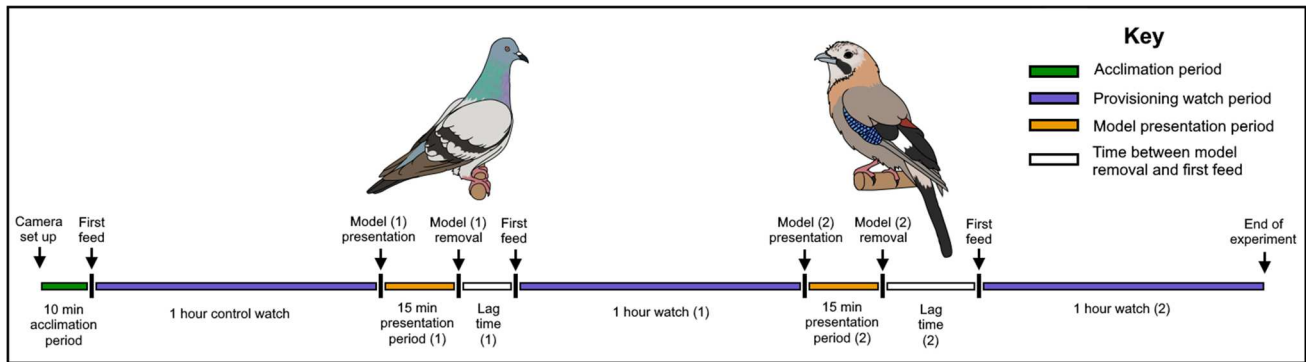 Key
Acclimation period
Provisioning watch period
Model presentation period
Time between model
removal and first feed
Camera
set up
First
feed
Model (1)
presentation
Model (1)
removal
First
feed
Model (2)
presentation
Model (2)
removal
First
feed
End of
experiment
10 min
acclimation
period
1 hour control watch
15 min
presentation
period (1)
Lag
time
(1)
1 hour watch (1)
15 min
presentation
period (2)
Lag
time
(2)
1 hour watch (2)